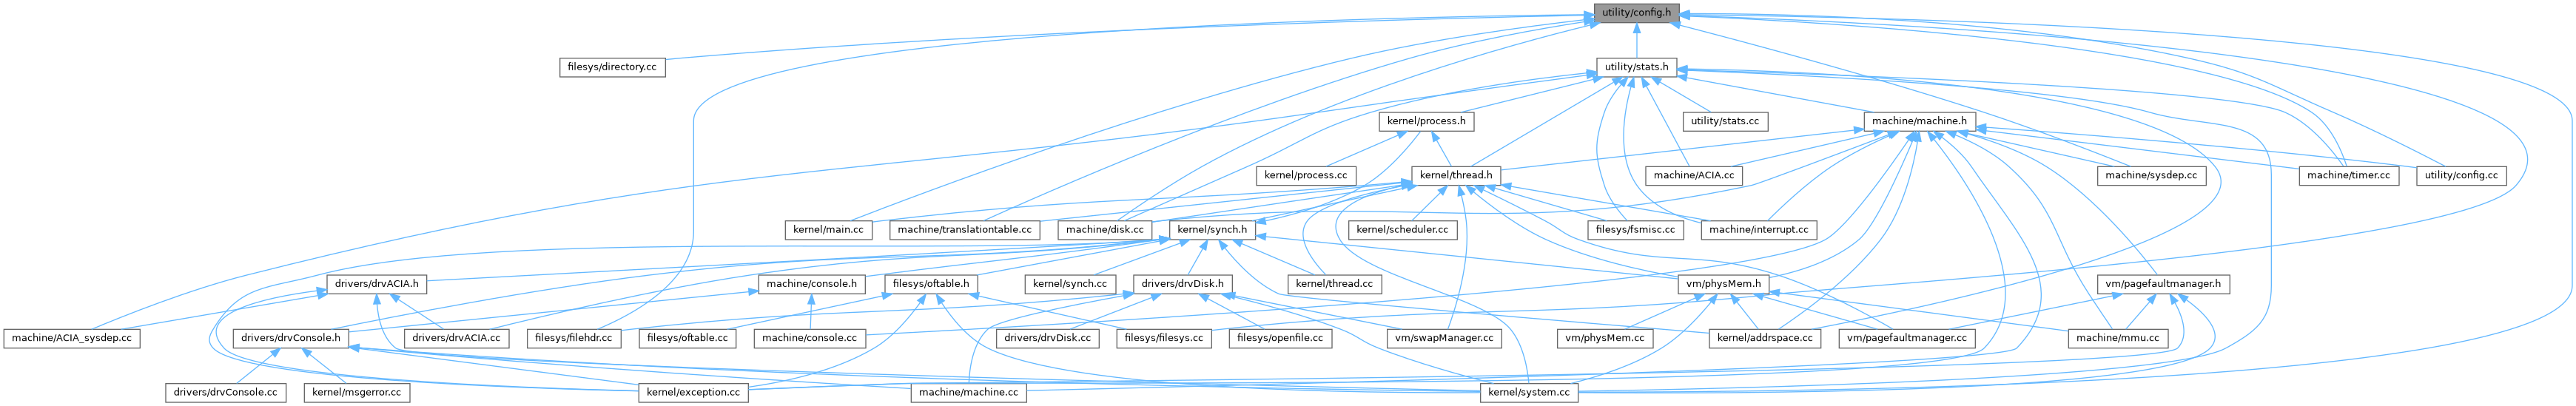 utility/config.h
filesys/directory.cc
utility/stats.h
kernel/process.h
utility/stats.cc
machine/machine.h
kernel/process.cc
kernel/thread.h
machine/ACIA.cc
machine/sysdep.cc
machine/timer.cc
utility/config.cc
kernel/main.cc
machine/translationtable.cc
machine/disk.cc
kernel/synch.h
kernel/scheduler.cc
filesys/fsmisc.cc
machine/interrupt.cc
drivers/drvACIA.h
machine/console.h
filesys/oftable.h
kernel/synch.cc
drivers/drvDisk.h
kernel/thread.cc
vm/physMem.h
vm/pagefaultmanager.h
machine/ACIA_sysdep.cc
drivers/drvConsole.h
drivers/drvACIA.cc
filesys/filehdr.cc
filesys/oftable.cc
machine/console.cc
drivers/drvDisk.cc
filesys/filesys.cc
filesys/openfile.cc
vm/swapManager.cc
vm/physMem.cc
kernel/addrspace.cc
vm/pagefaultmanager.cc
machine/mmu.cc
drivers/drvConsole.cc
kernel/msgerror.cc
kernel/exception.cc
machine/machine.cc
kernel/system.cc